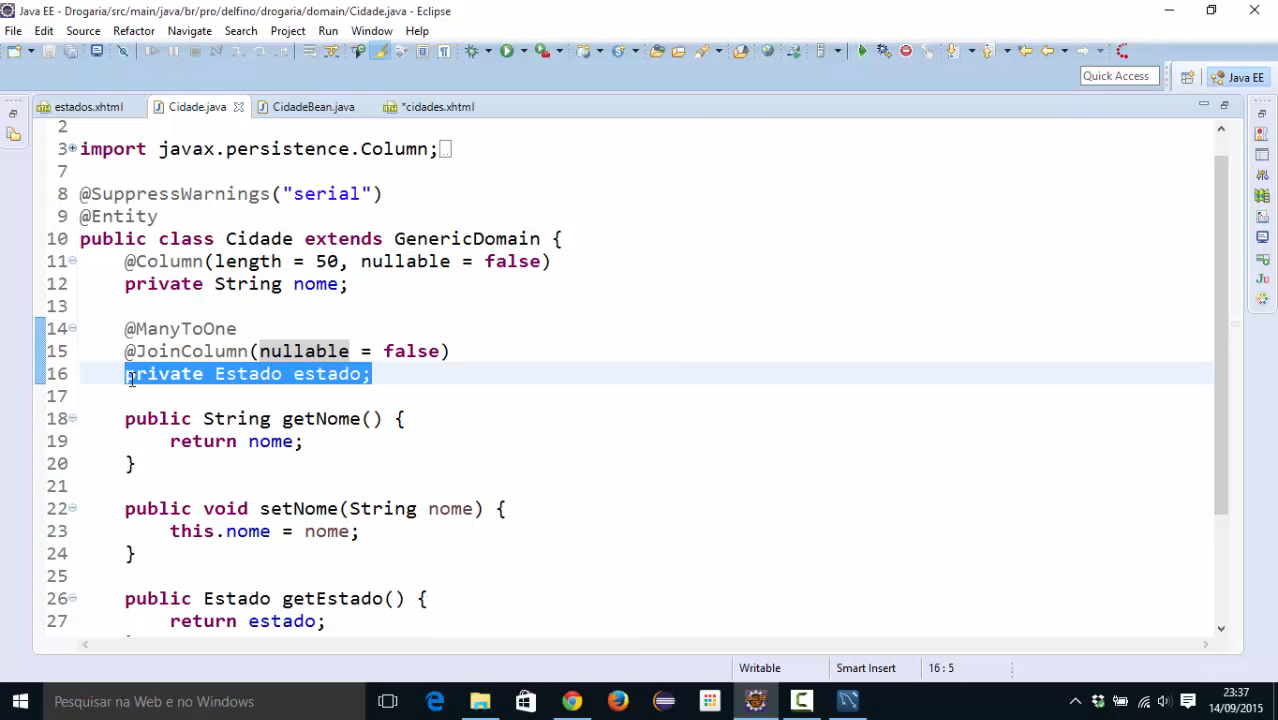 Java EE - Drogaria/src/main/java/br/pro/delfino/drogaria/domain/Cidade.java - Eclipse
File Edit Source Refactor Navigate Search Project Run Window Help
Quick Access
Java EE
estados.xhtml
Cidade.java
CidadeBean.java
*cidades.xhtml
2
3 import javax.persistence.Column;
7
8 @SuppressWarnings("serial")
9 @Entity
10 public class Cidade extends GenericDomain {
11 @Column(length = 50, nullable = false)
12 private String nome;
13
14 @ManyToOne
15 @JoinColumn(nullable = false)
16 private Estado estado;
17
18 public String getNome() {
19 return nome;
20 }
21
22 public void setNome(String nome) {
23 this.nome = nome;
24 }
25
26 public Estado getEstado() {
27 return estado;
Writable
Smart Insert
16 : 5
Pesquisar na Web e no Windows
23:37
14/09/2015